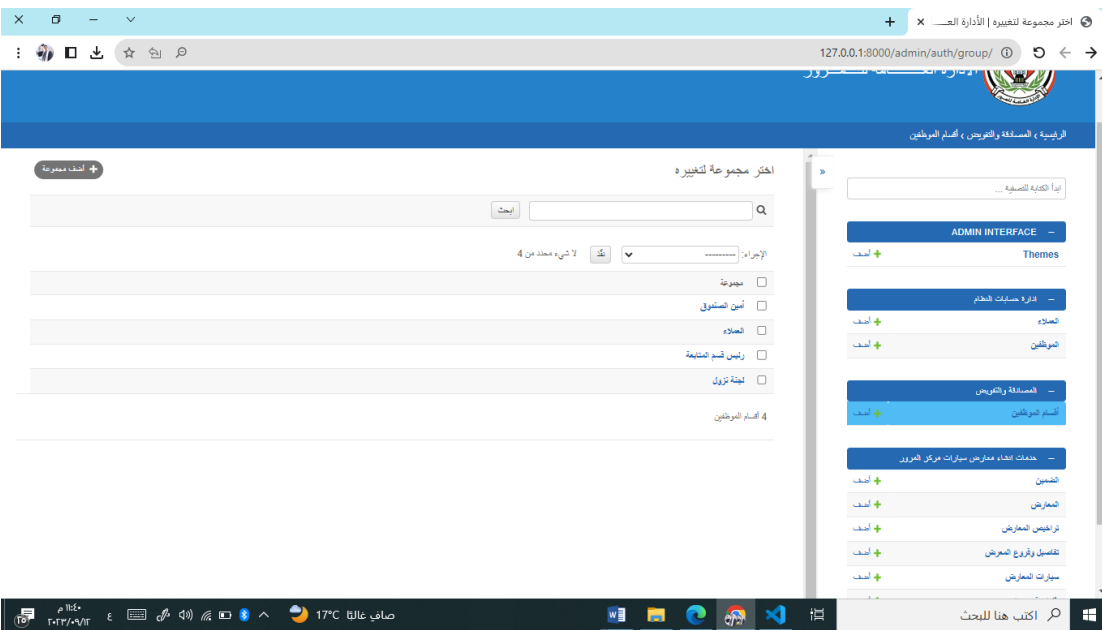 اختر مجموعة لتغييره | الأدارة العـــ
127.0.0.1:8000/admin/auth/group/
الرئيسية › المصادقة والتفويض › أقسام الموظفين
ابدأ الكتابة للتصفية ...
ADMIN INTERFACE
Themes
أضف
ادارة حسابات النظام
العملاء
أضف
الموظفين
أضف
المصادقة والتفويض
أقسام الموظفين
أضف
خدمات انشاء معارض سيارات مركز المرور
الضمين
أضف
المعارض
أضف
تراخيص المعارض
أضف
تفاصيل وفروع المعرض
أضف
سيارات المعارض
أضف
«
اختر مجموعة لتغييره
أضف مجموعة
ابحث
الإجراء: ---------
نفّذ
لا شيء محدد من 4
مجموعة
أمين الصندوق
العملاء
رئيس قسم المتابعة
لجنة نزول
4 أقسام الموظفين
اكتب هنا للبحث
17°C صافي غالبًا
ع
١١:٤٠ م
٢٠٢٣/٠٩/١٢